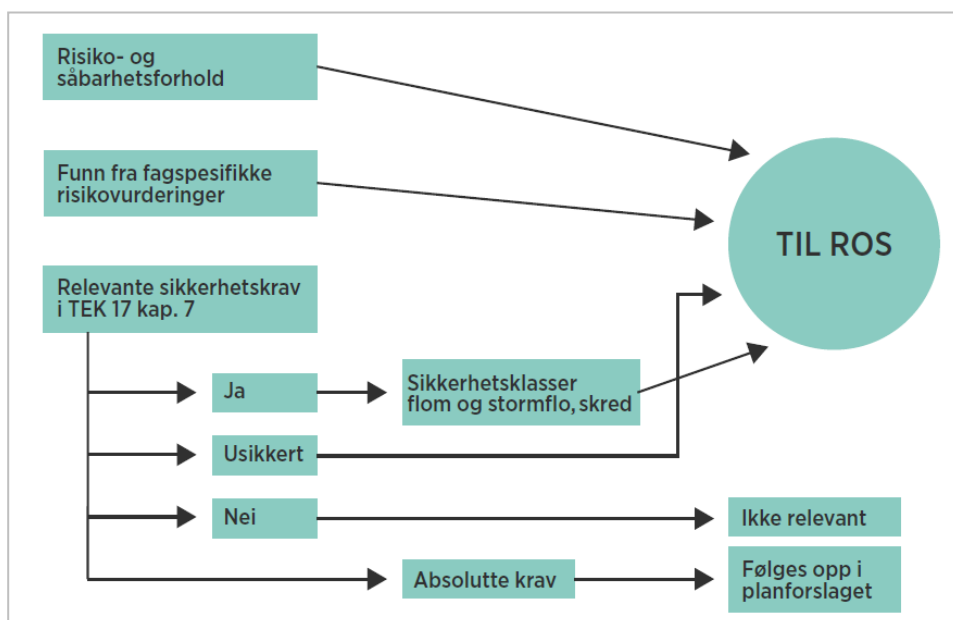 Risiko- og
såbarhetsforhold
Funn fra fagspesifikke
risikovurderinger
TIL ROS
Relevante sikkerhetskrav
i TEK 17 kap. 7
Ja
Sikkerhetsklasser
flom og stormflo, skred
Usikkert
Nei
Ikke relevant
Absolutte krav
Følges opp i
planforslaget